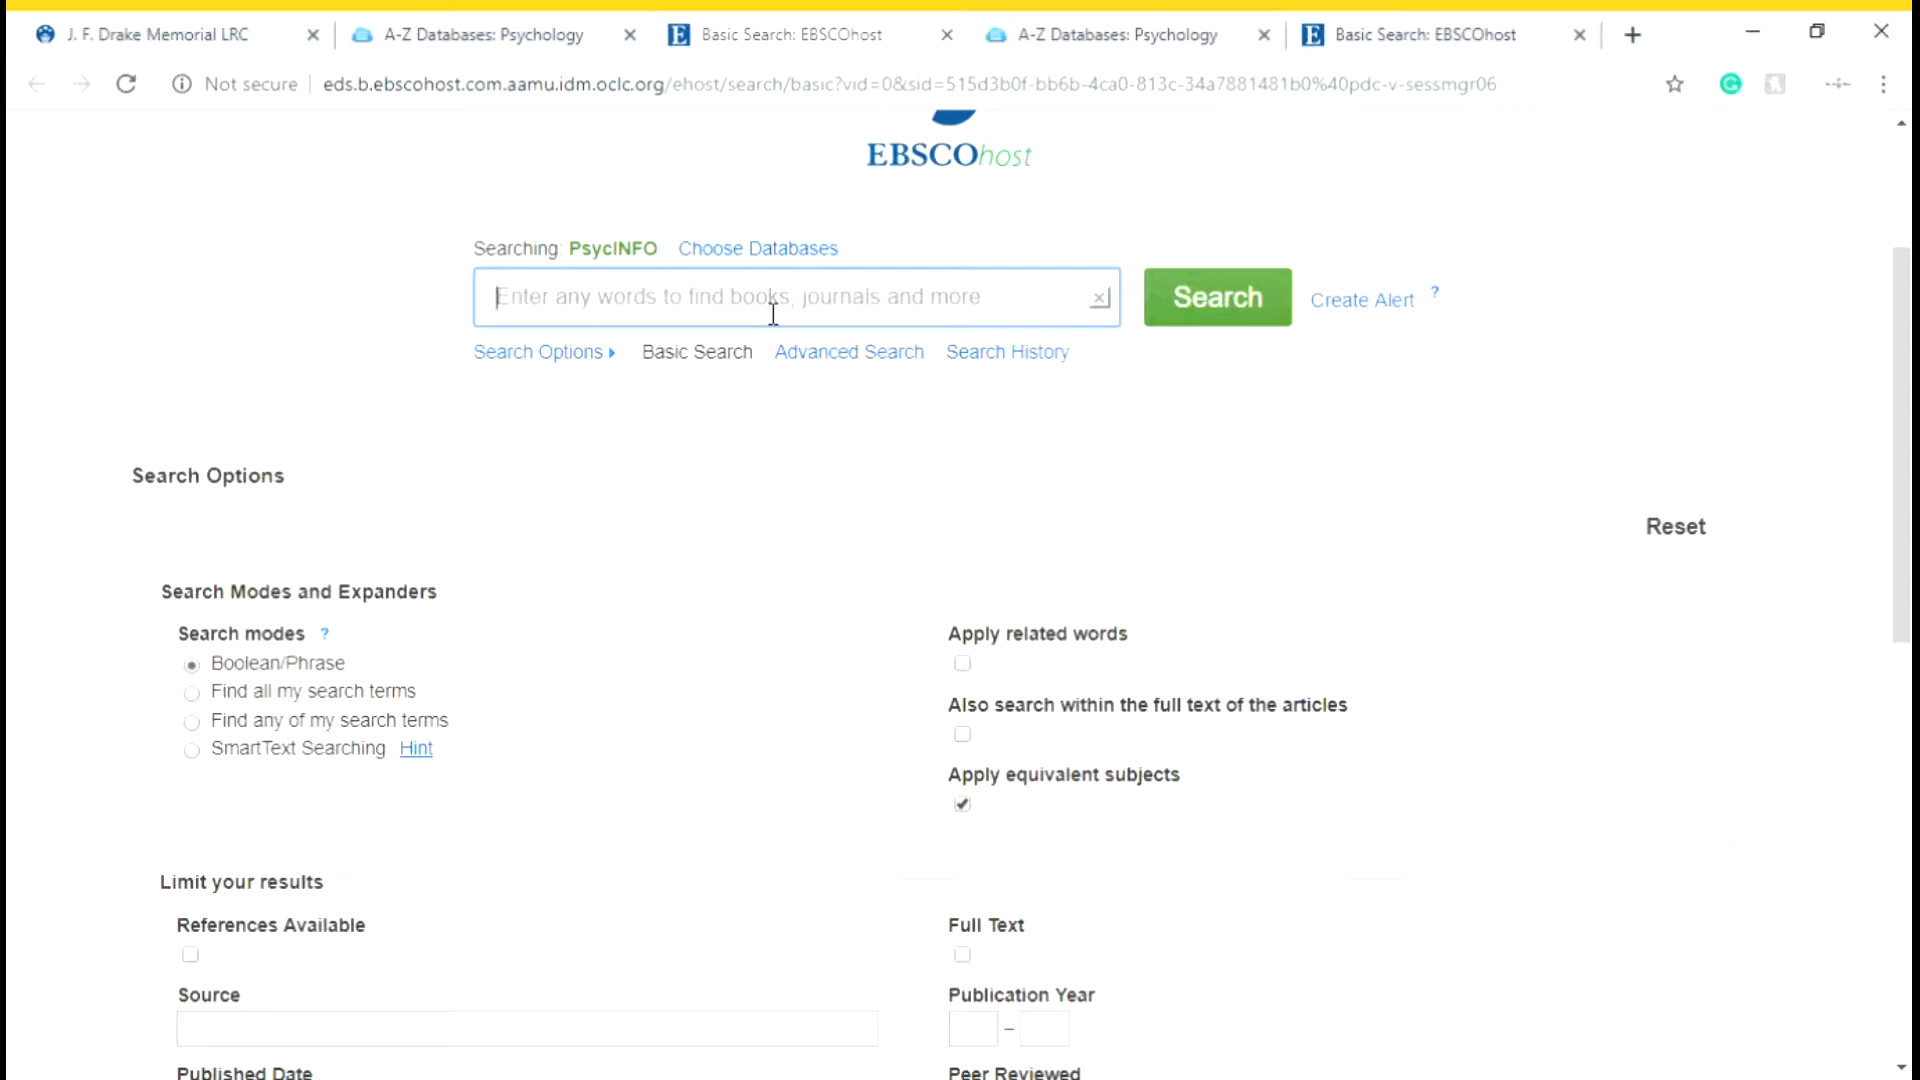 J. F. Drake Memorial LRC
A-Z Databases: Psychology
Basic Search: EBSCOhost
A-Z Databases: Psychology
Basic Search: EBSCOhost
Not secure
eds.b.ebscohost.com.aamu.idm.oclc.org/ehost/search/basic?vid=0&sid=515d3b0f-bb6b-4ca0-813c-34a7881481b0%40pdc-v-sessmgr06
EBSCOhost
Searching: PsycINFO Choose Databases
Enter any words to find books, journals and more
Search
Create Alert ?
Search Options Basic Search Advanced Search Search History
Search Options
Reset
Search Modes and Expanders
Search modes ?
Boolean/Phrase
Find all my search terms
Find any of my search terms
SmartText Searching Hint
Apply related words
Also search within the full text of the articles
Apply equivalent subjects
Limit your results
References Available
Full Text
Source
Publication Year
–
Published Date
Peer Reviewed